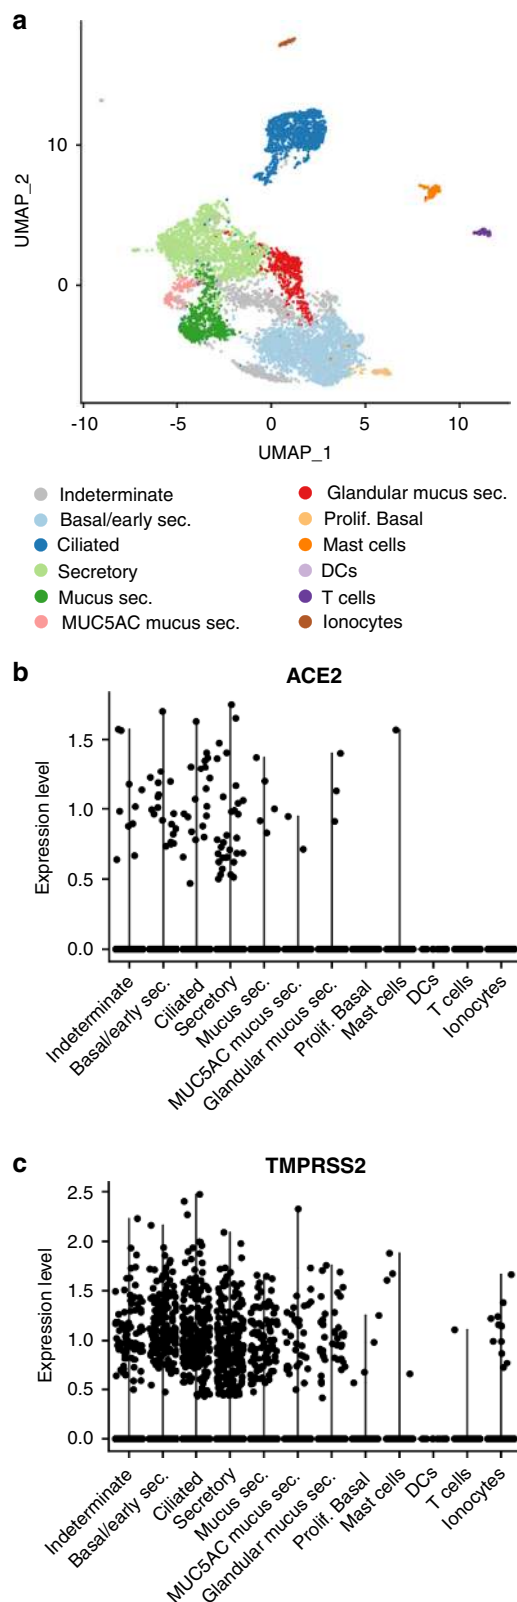 a
10
0
UMAP_2
-10
-5
0
5
10
UMAP_1
Indeterminate
Basal/early sec.
Ciliated
Secretory
Mucus sec.
MUC5AC mucus sec.
Glandular mucus sec.
Prolif. Basal
Mast cells
DCs
T cells
Ionocytes
b
ACE2
Expression level
1.5
1.0
0.5
0.0
Indeterminate
Basal/early sec.
Ciliated
Secretory
Mucus sec.
MUC5AC mucus sec.
Glandular mucus sec.
Prolif. Basal
Mast cells
DCs
T cells
Ionocytes
c
TMPRSS2
Expression level
2.5
2.0
1.5
1.0
0.5
0.0
Indeterminate
Basal/early sec.
Ciliated
Secretory
Mucus sec.
MUC5AC mucus sec.
Glandular mucus sec.
Prolif. Basal
Mast cells
DCs
T cells
Ionocytes